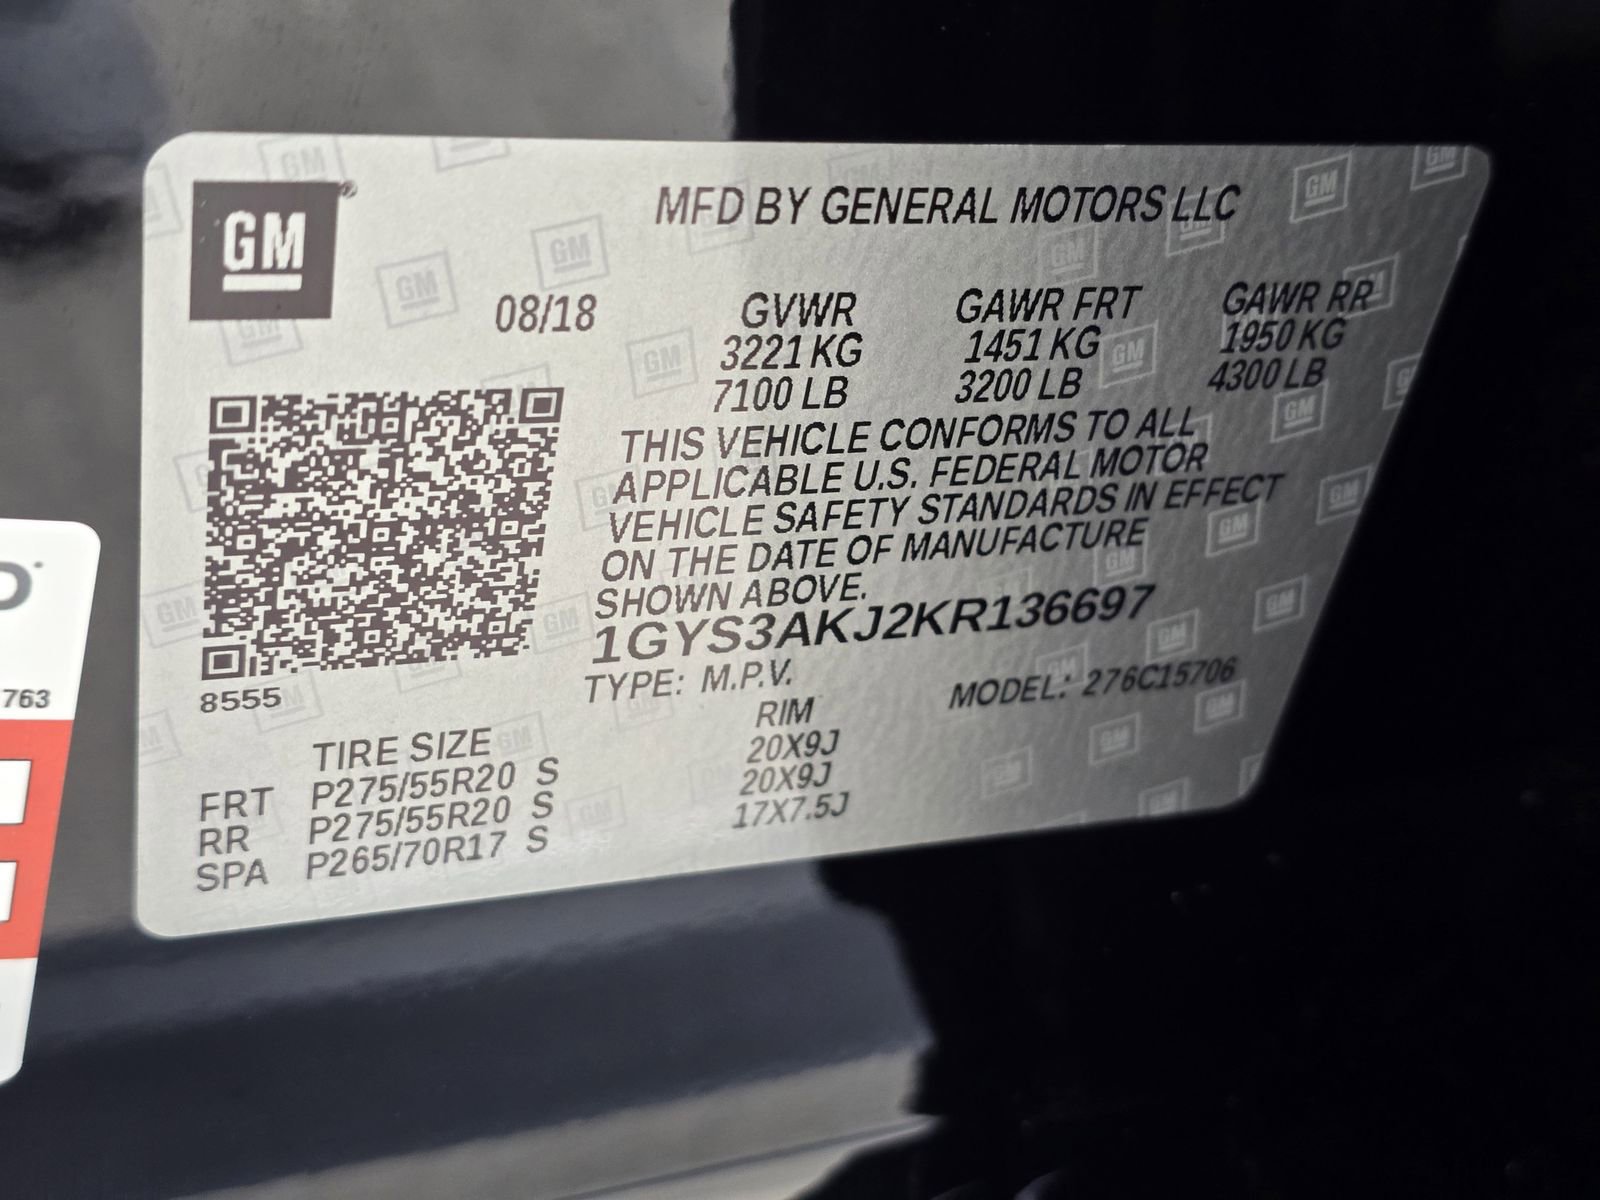 GM®
MFD BY GENERAL MOTORS LLC
08/18
GVWR GAWR FRT GAWR RR
3221 KG 1451 KG 1950 KG
7100 LB 3200 LB 4300 LB
THIS VEHICLE CONFORMS TO ALL
APPLICABLE U.S. FEDERAL MOTOR
VEHICLE SAFETY STANDARDS IN EFFECT
ON THE DATE OF MANUFACTURE
SHOWN ABOVE.
1GYS3AKJ2KR136697
TYPE: M.P.V. MODEL: 276C15706
8555
TIRE SIZE RIM
FRT P275/55R20 S 20X9J
RR P275/55R20 S 20X9J
SPA P265/70R17 S 17X7.5J
763